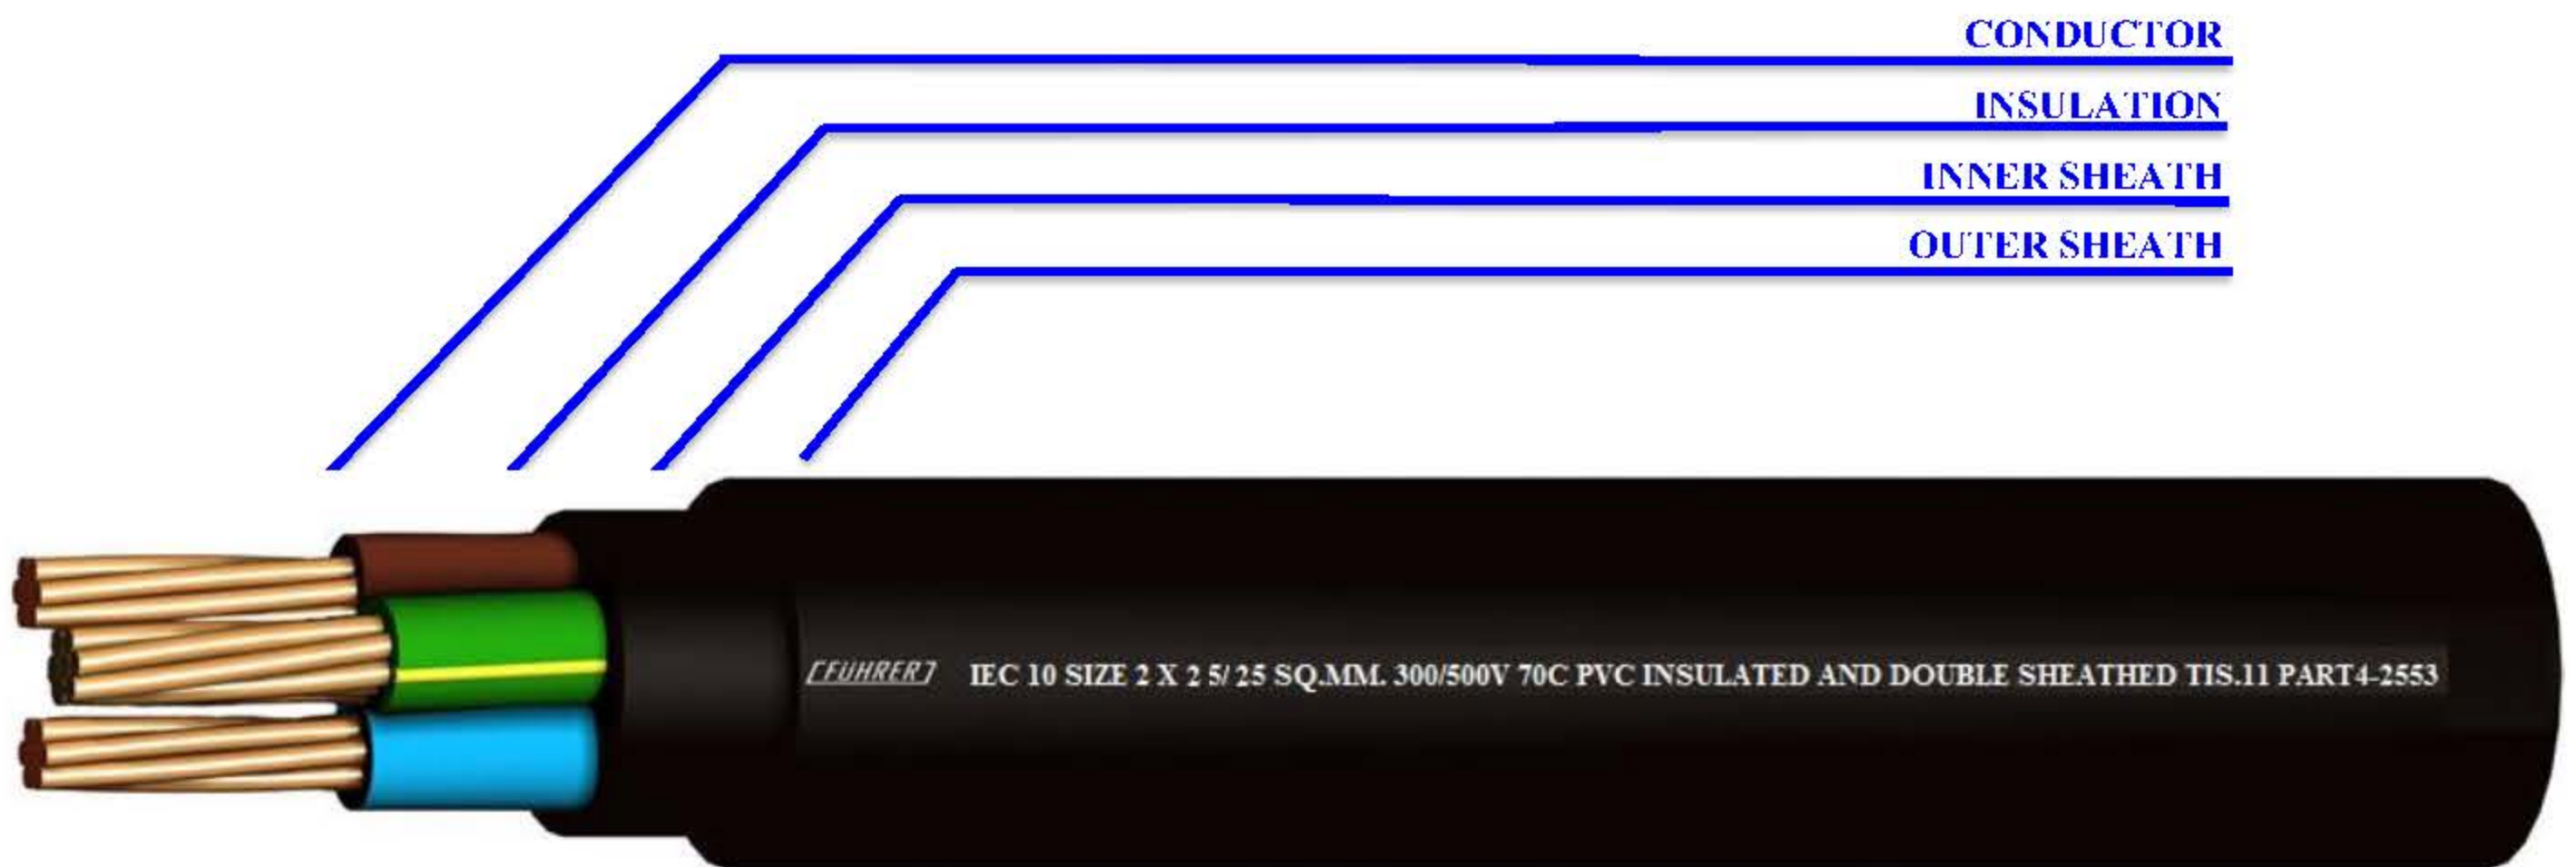 CONDUCTOR
INSULATION
INNER SHEATH
OUTER SHEATH
FUHRER IEC 10 SIZE 2 X 2 5/ 25 SQ.MM. 300/500V 70C PVC INSULATED AND DOUBLE SHEATHED TIS.11 PART4-2553